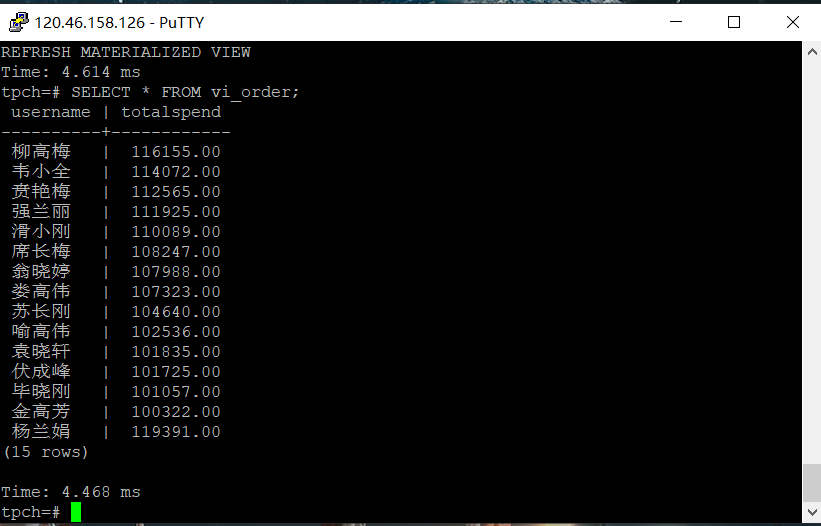 120.46.158.126 - PuTTY
REFRESH MATERIALIZED VIEW
Time: 4.614 ms
tpch=# SELECT * FROM vi_order;
 username | totalspend
----------+------------
 柳高梅   |  116155.00
 韦小全   |  114072.00
 贲艳梅   |  112565.00
 强兰丽   |  111925.00
 滑小刚   |  110089.00
 席长梅   |  108247.00
 翁晓婷   |  107988.00
 娄高伟   |  107323.00
 苏长刚   |  104640.00
 喻高伟   |  102536.00
 袁晓轩   |  101835.00
 伏成峰   |  101725.00
 毕晓刚   |  101057.00
 金高芳   |  100322.00
 杨兰娟   |  119391.00
(15 rows)

Time: 4.468 ms
tpch=#